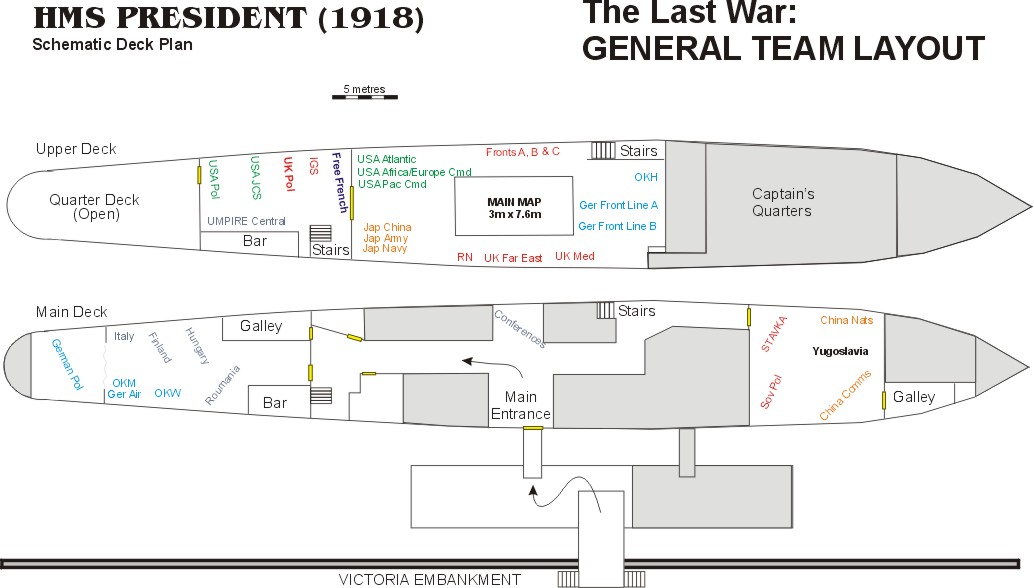 HMS PRESIDENT (1918)
Schematic Deck Plan
The Last War:
GENERAL TEAM LAYOUT
5 metres
Upper Deck
Quarter Deck
(Open)
USA Pol
USA JCS
UK Pol
IGS
Free French
UMPIRE Central
Bar
Stairs
USA Atlantic
USA Africa/Europe Cmd
USA Pac Cmd
Jap China
Jap Army
Jap Navy
Fronts A, B & C
MAIN MAP
3m x 7.6m
RN
UK Far East
UK Med
Stairs
OKH
Ger Front Line A
Ger Front Line B
Captain's
Quarters
Main Deck
German Pol
Italy
Finland
Hungary
Roumania
OKM
Ger Air
OKW
Galley
Bar
Conferences
Stairs
Main
Entrance
STAVKA
Sov Pol
China Nats
Yugoslavia
China Comms
Galley
VICTORIA EMBANKMENT